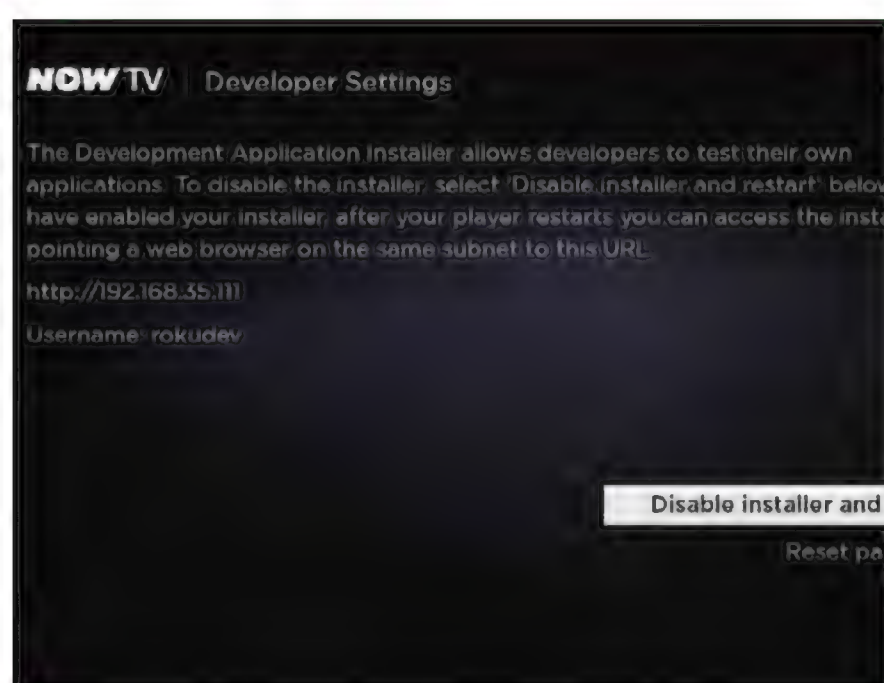 NOW TV | Developer Settings
The Development Application Installer allows developers to test their own
applications. To disable the installer, select 'Disable installer and restart' below
have enabled your installer, after your player restarts you can access the insta
pointing a web browser on the same subnet to this URL.
http://192.168.35.111
Username: rokudev
Disable installer and
Reset pa